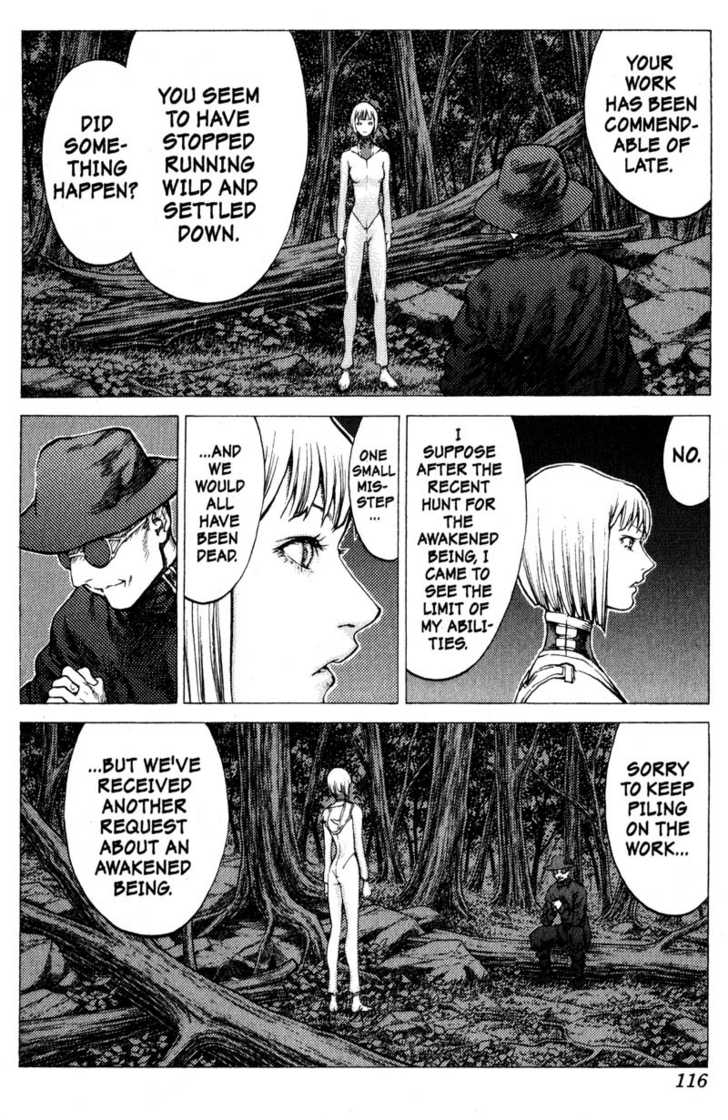 YOUR
WORK
HAS BEEN
COMMEND-
ABLE OF
LATE.
YOU SEEM
TO HAVE
STOPPED
RUNNING
WILD AND
SETTLED
DOWN.
DID
SOME-
THING
HAPPEN?
NO.
I
SUPPOSE
AFTER THE
RECENT
HUNT FOR
THE
AWAKENED
BEING, I
CAME TO
SEE THE
LIMIT OF
MY ABILI-
TIES.
ONE
SMALL
MIS-
STEP
...
...AND
WE
WOULD
ALL
HAVE
BEEN
DEAD.
SORRY
TO KEEP
PILING
ON THE
WORK...
...BUT WE'VE
RECEIVED
ANOTHER
REQUEST
ABOUT AN
AWAKENED
BEING.
116